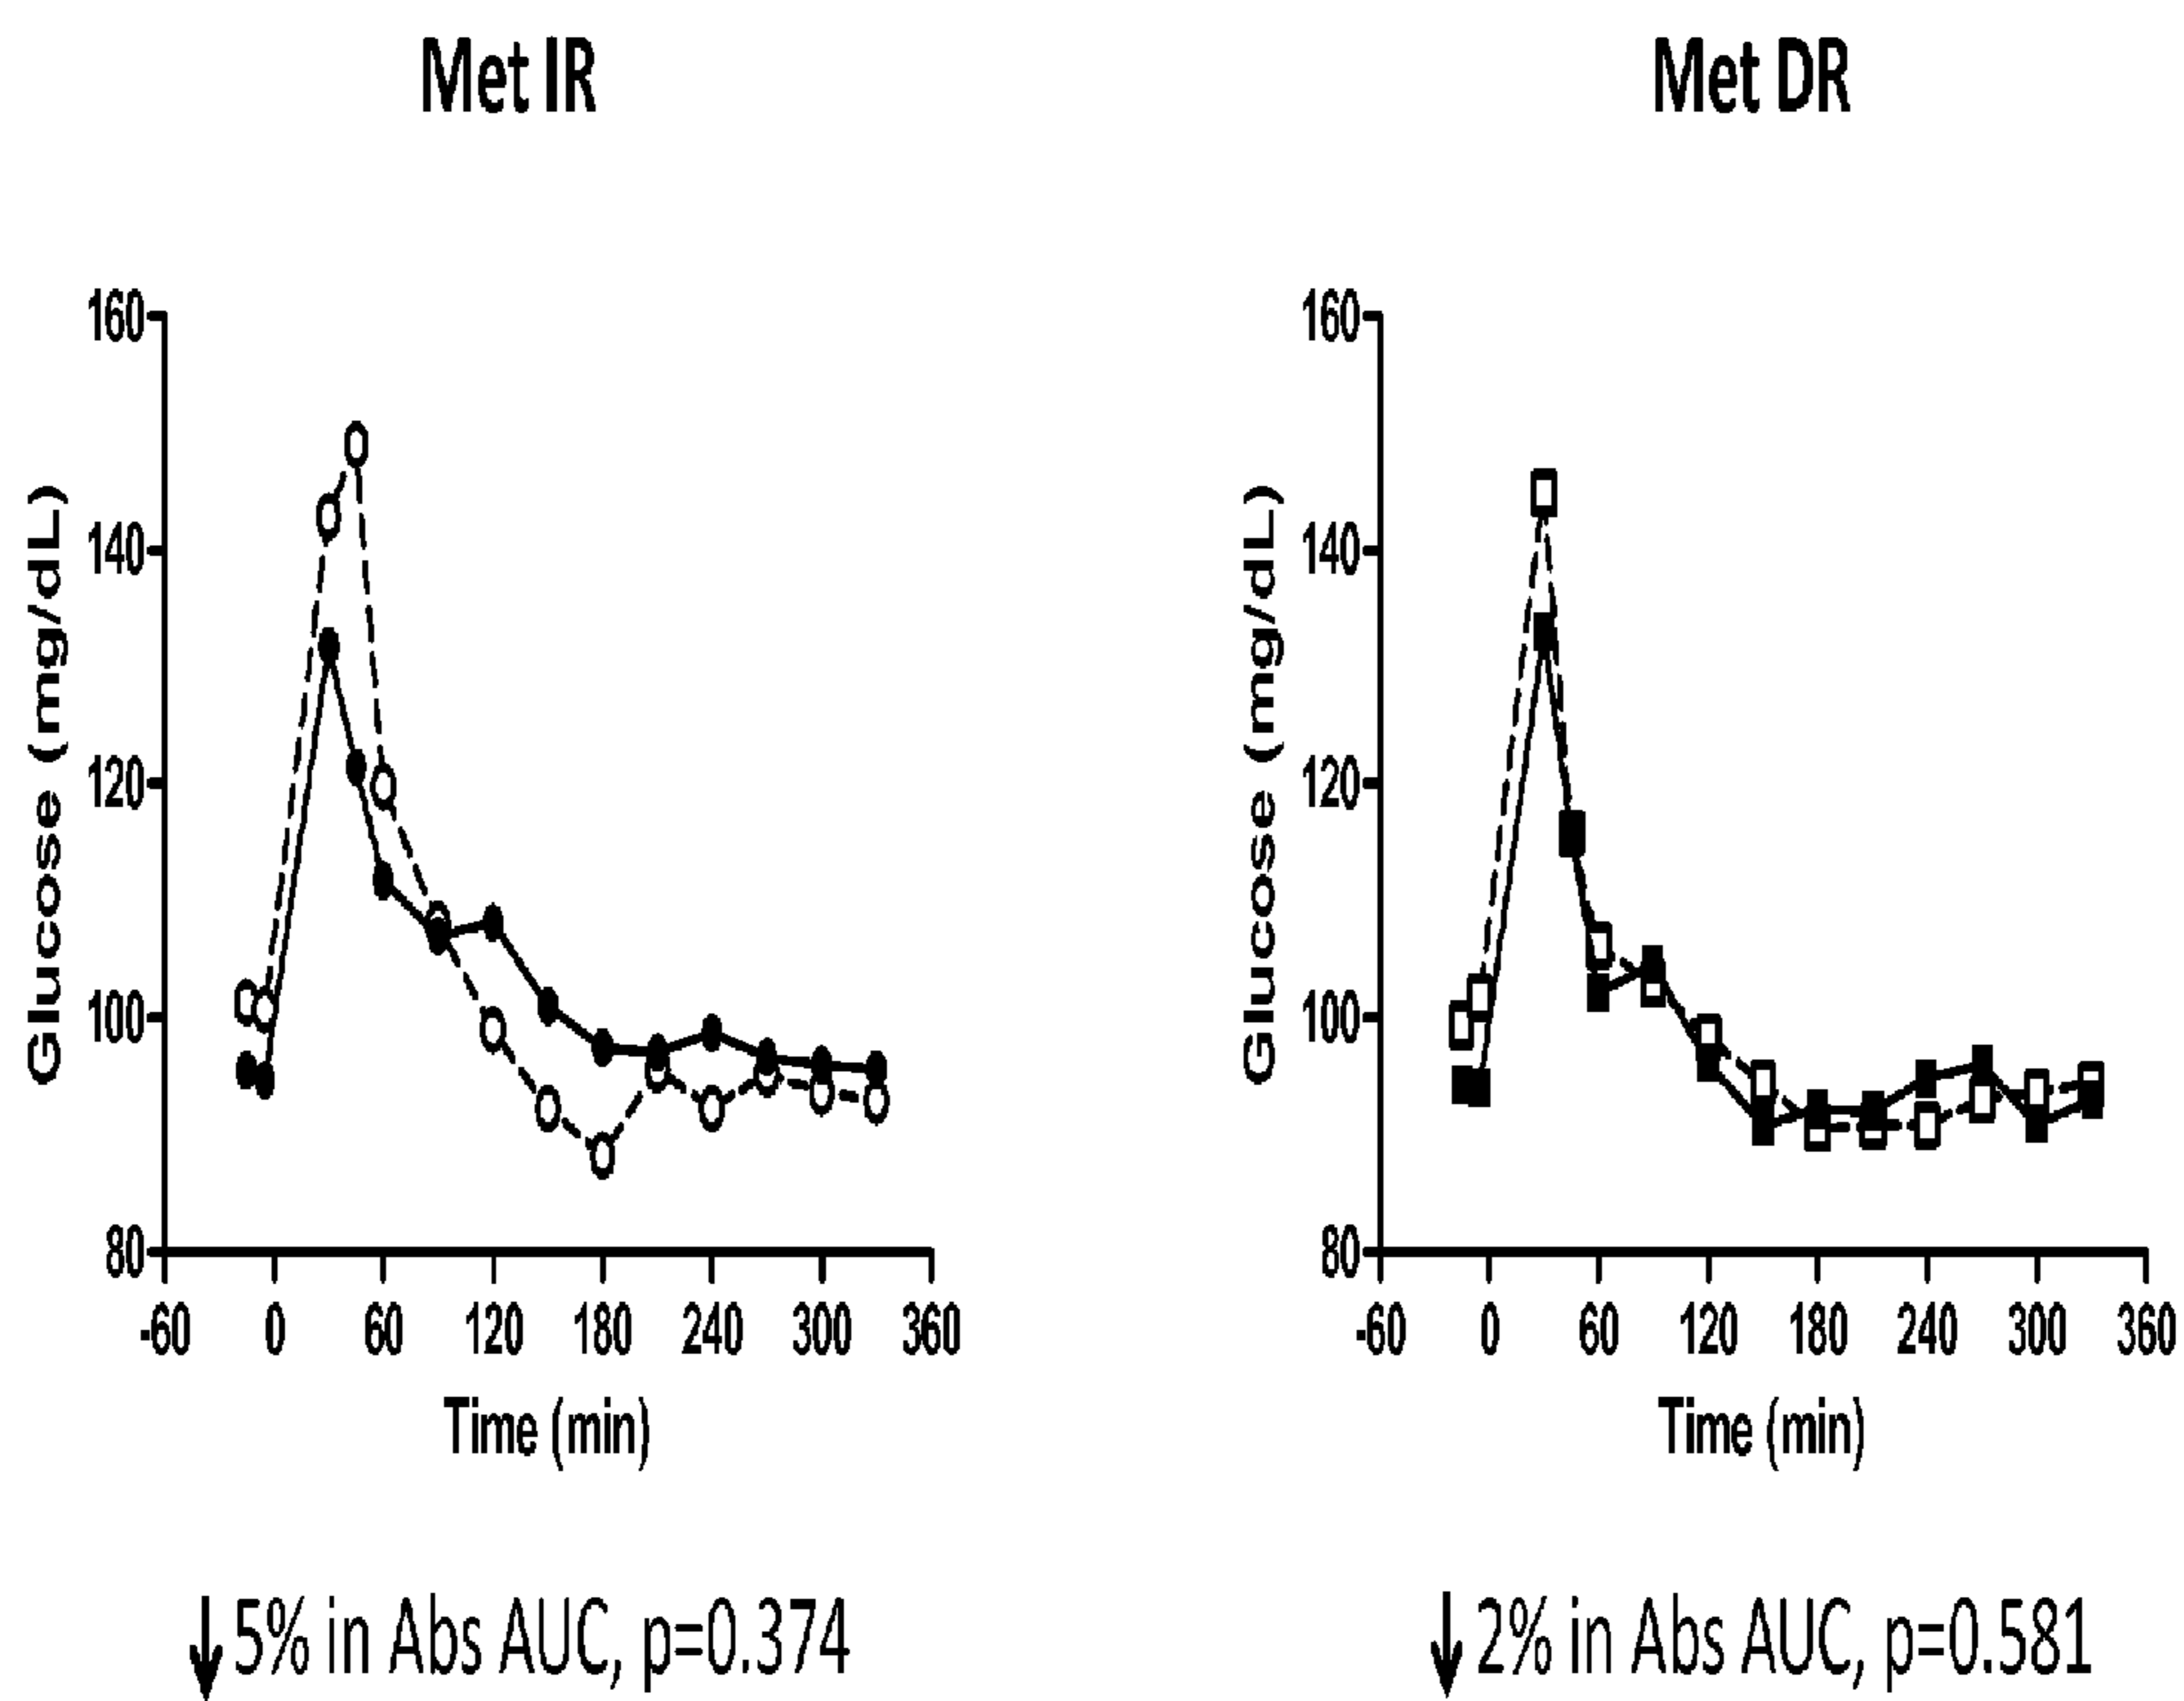 Met IR
Glucose (mg/dL)
160
140
120
100
80
-60 0 60 120 180 240 300 360
Time (min)
↓5% in Abs AUC, p=0.374
Met DR
Glucose (mg/dL)
160
140
120
100
80
-60 0 60 120 180 240 300 360
Time (min)
↓2% in Abs AUC, p=0.581